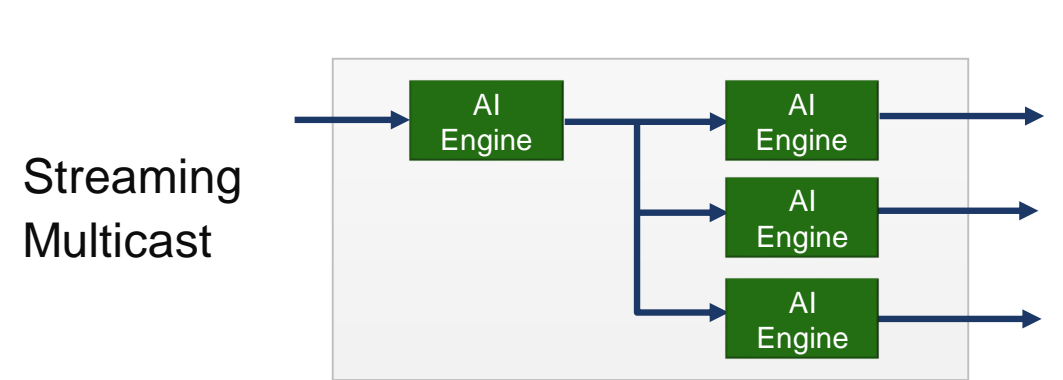 Streaming
Multicast
AI
Engine
AI
Engine
AI
Engine
AI
Engine